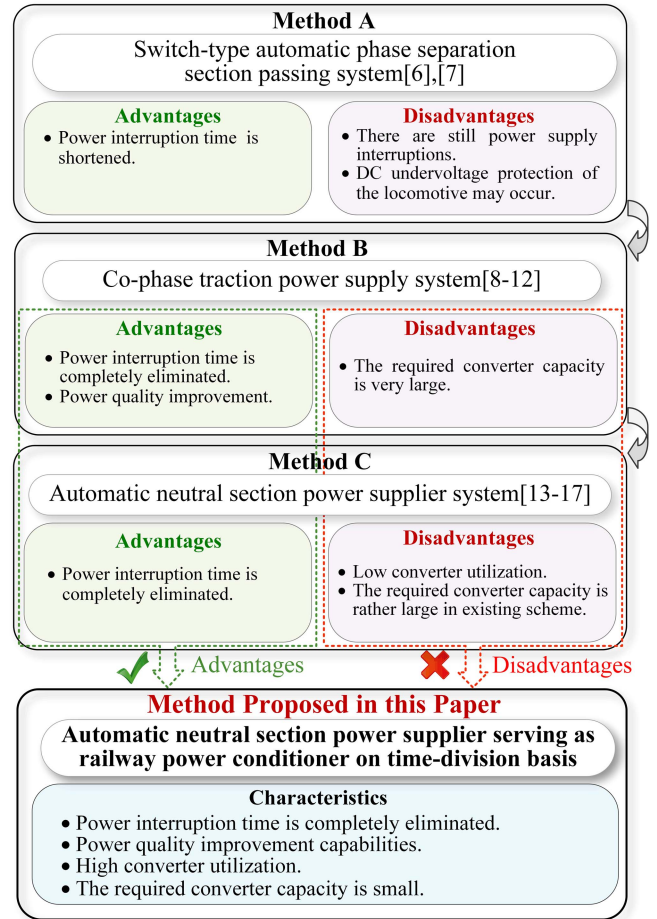 Method A
Switch-type automatic phase separation
section passing system[6],[7]
Advantages
• Power interruption time is
shortened.
Disadvantages
• There are still power supply
interruptions.
• DC undervoltage protection of
the locomotive may occur.
Method B
Co-phase traction power supply system[8-12]
Advantages
• Power interruption time is
completely eliminated.
• Power quality improvement.
Disadvantages
• The required converter capacity
is very large.
Method C
Automatic neutral section power supplier system[13-17]
Advantages
• Power interruption time is
completely eliminated.
Disadvantages
• Low converter utilization.
• The required converter capacity is
rather large in existing scheme.
Advantages
Disadvantages
Method Proposed in this Paper
Automatic neutral section power supplier serving as
railway power conditioner on time-division basis
Characteristics
• Power interruption time is completely eliminated.
• Power quality improvement capabilities.
• High converter utilization.
• The required converter capacity is small.